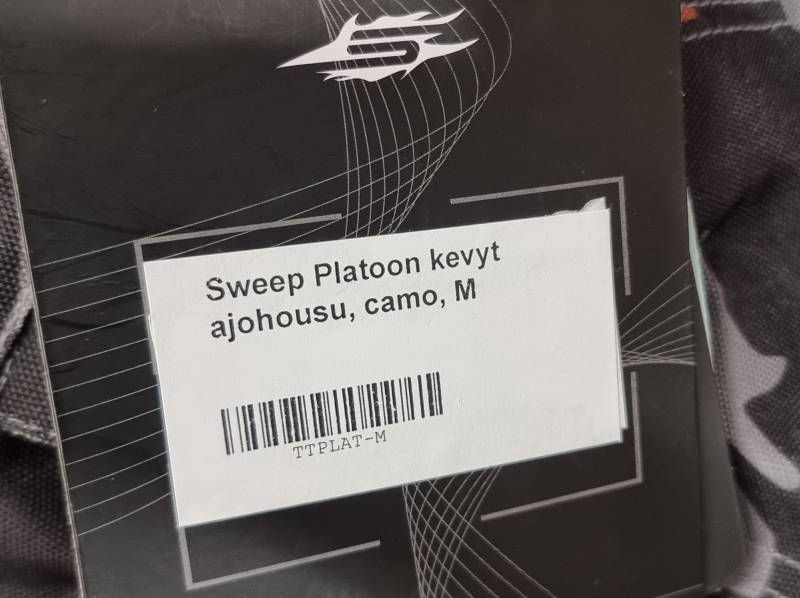 Sweep Platoon kevyt
ajohousu, camo, M
TTPLAT-M